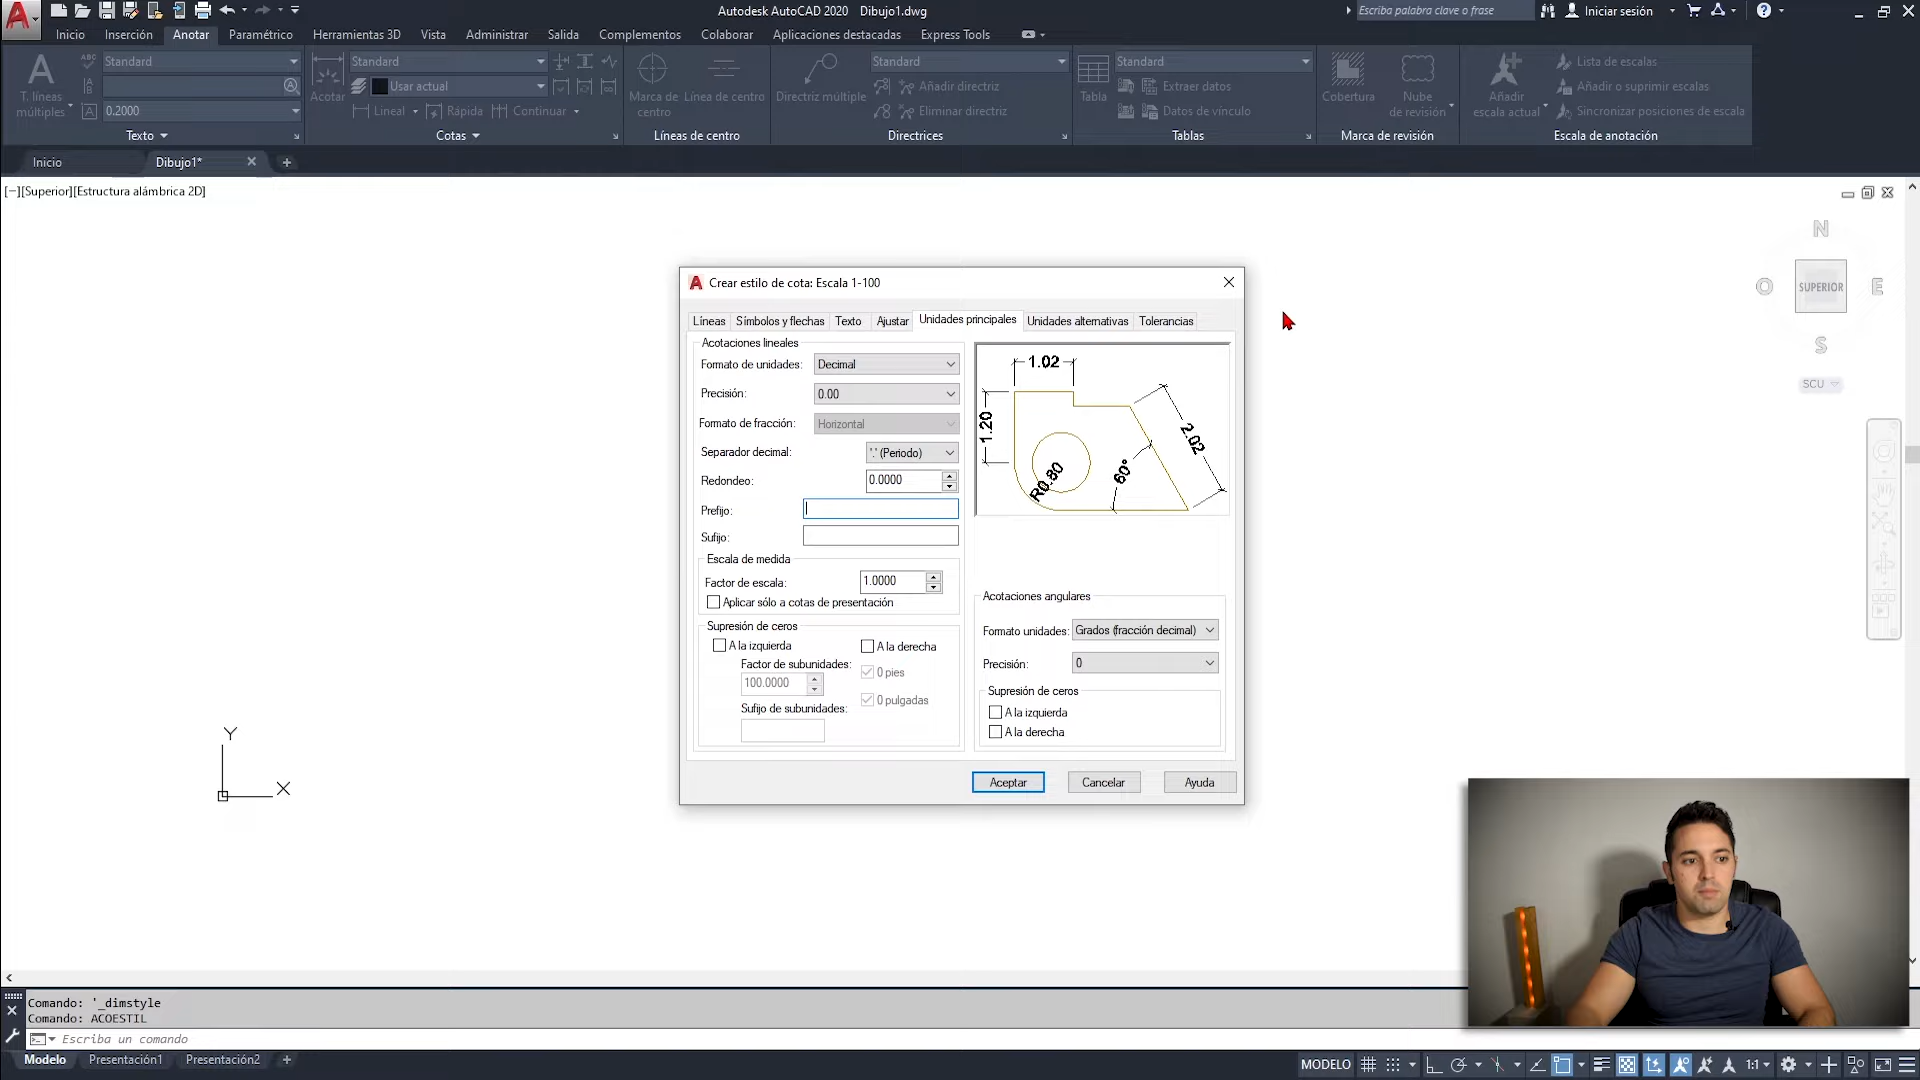 Autodesk AutoCAD 2020 Dibujo1.dwg
Escriba palabra clave o frase
Iniciar sesión
Inicio Inserción Anotar Paramétrico Herramientas 3D Vista Administrar Salida Complementos Colaborar Aplicaciones destacadas Express Tools
Standard
T. líneas
múltiples
0.2000
Texto
Acotar
Standard
Usar actual
Lineal Rápida Continuar
Cotas
Marca de
centro
Línea de centro
Líneas de centro
Directriz múltiple
Standard
Añadir directriz
Eliminar directriz
Directrices
Tabla
Standard
Extraer datos
Datos de vínculo
Tablas
Cobertura
Nube
de revisión
Marca de revisión
Añadir
escala actual
Lista de escalas
Añadir o suprimir escalas
Sincronizar posiciones de escala
Escala de anotación
Inicio
Dibujo1*
[−][Superior][Estructura alámbrica 2D]
N
O
SUPERIOR
E
S
SCU
Crear estilo de cota: Escala 1-100
Líneas Símbolos y flechas Texto Ajustar Unidades principales Unidades alternativas Tolerancias
Acotaciones lineales
Formato de unidades: Decimal
Precisión: 0.00
Formato de fracción: Horizontal
Separador decimal: '.' (Periodo)
Redondeo: 0.0000
Prefijo:
Sufijo:
Escala de medida
Factor de escala: 1.0000
Aplicar sólo a cotas de presentación
Supresión de ceros
A la izquierda
Factor de subunidades:
100.0000
Sufijo de subunidades:
A la derecha
0 pies
0 pulgadas
1.02
1.20
2.02
R0.80
60°
Acotaciones angulares
Formato unidades: Grados (fracción decimal)
Precisión: 0
Supresión de ceros
A la izquierda
A la derecha
Aceptar Cancelar Ayuda
Y
X
Comando: '_dimstyle
Comando: ACOESTIL
Escriba un comando
Modelo Presentación1 Presentación2
MODELO
1:1